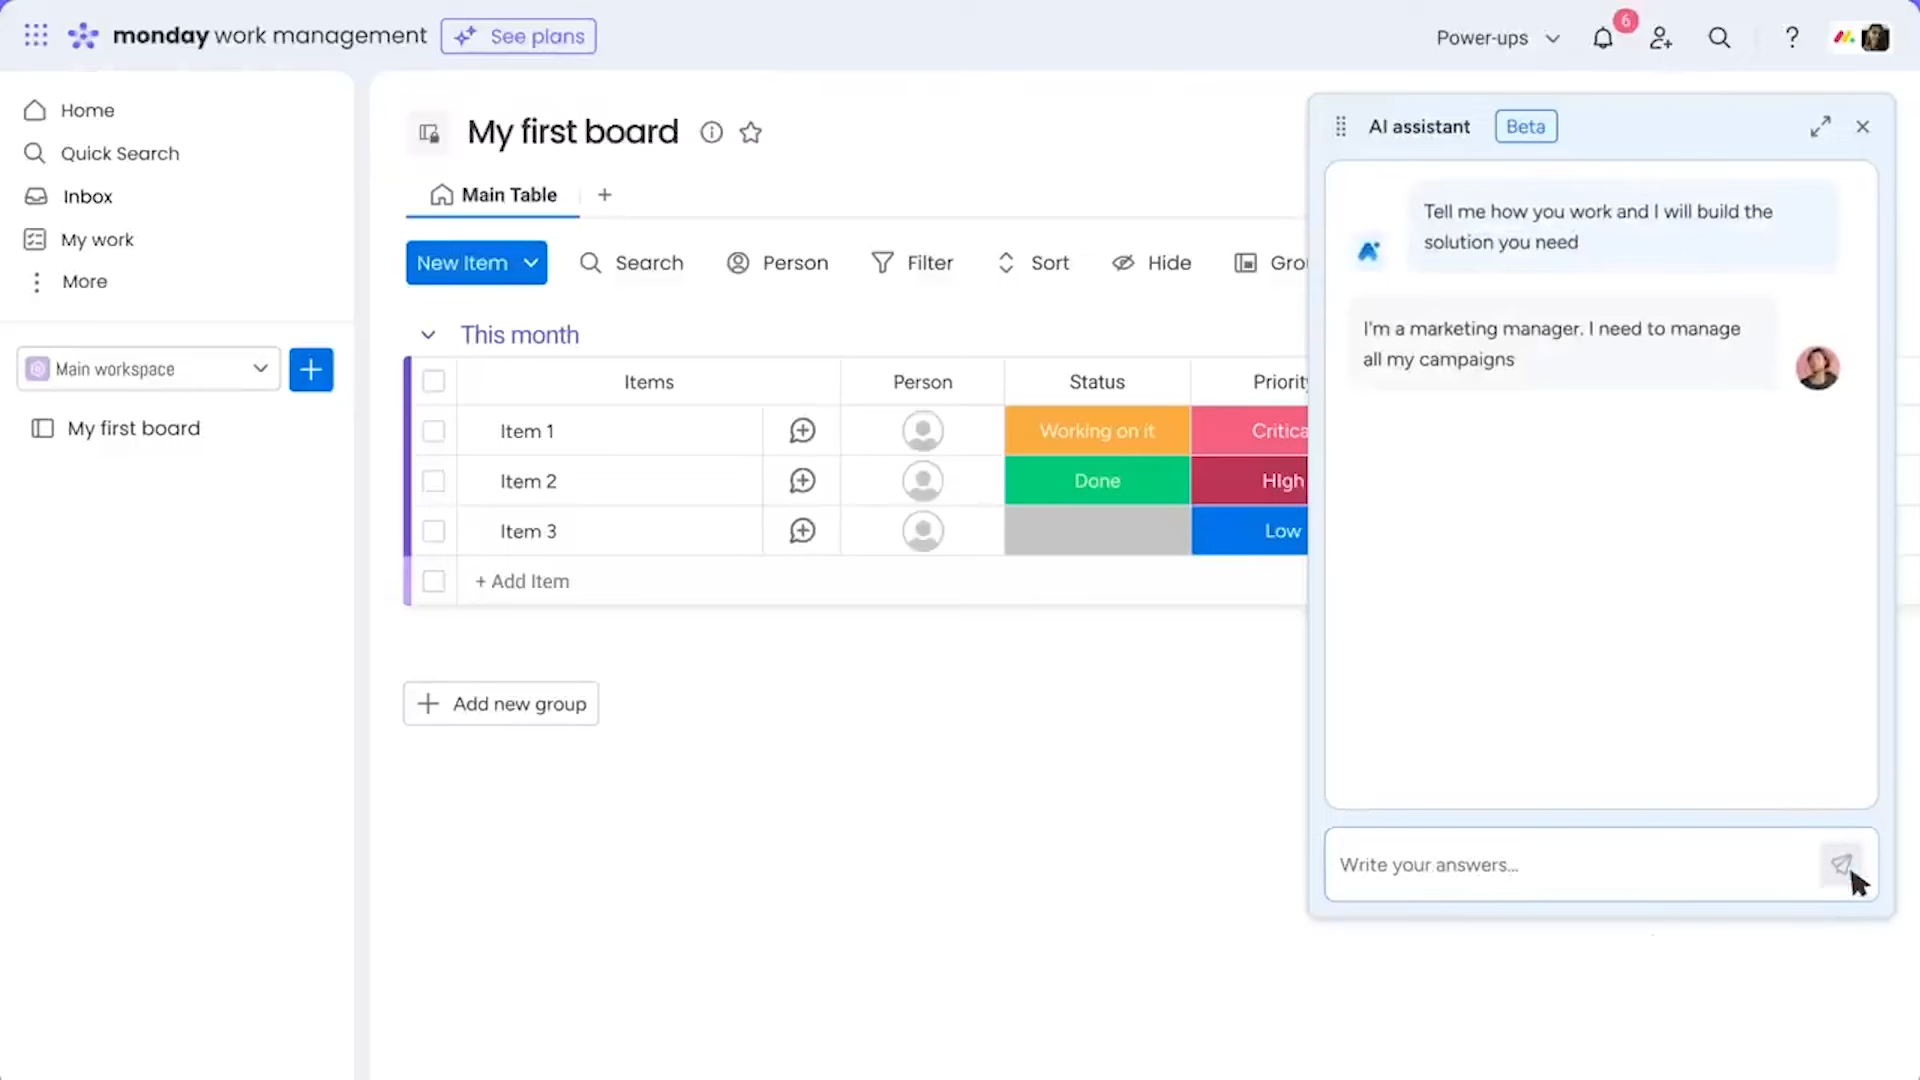 monday work management
See plans
Power-ups
6
Home
Quick Search
Inbox
My work
More
Main workspace
My first board
My first board
Main Table
New Item
Search
Person
Filter
Sort
Hide
Grou
This month
Items
Person
Status
Priority
Item 1
Working on it
Critica
Item 2
Done
HIgh
Item 3
Low
+ Add Item
Add new group
AI assistant
Beta
Tell me how you work and I will build the
solution you need
I'm a marketing manager. I need to manage
all my campaigns
Write your answers...